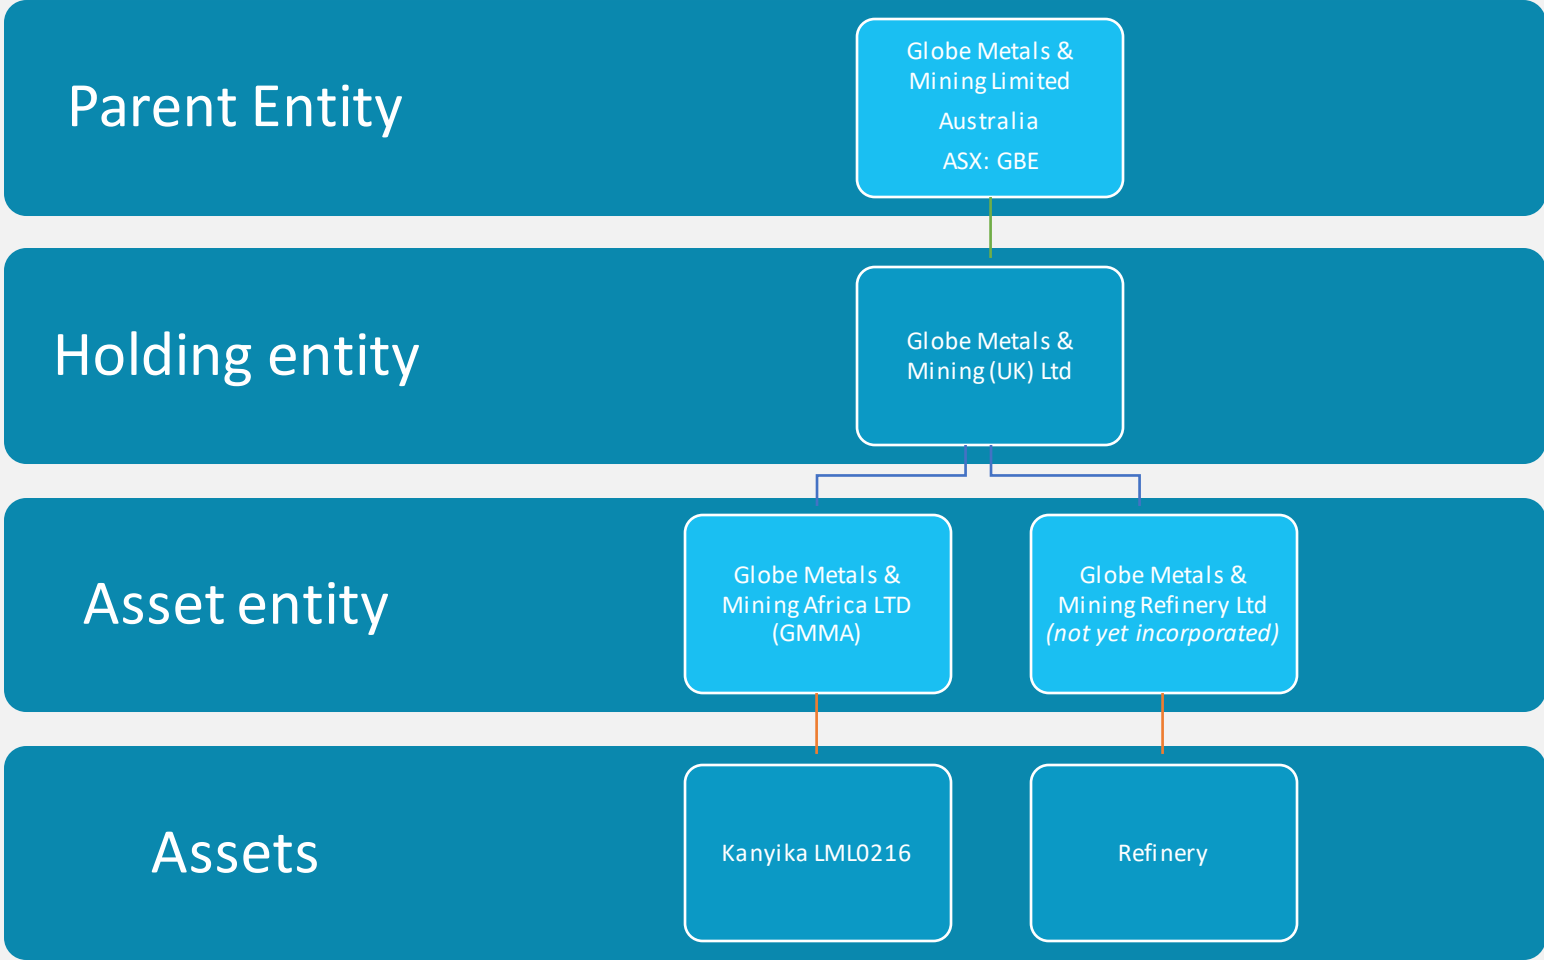 Parent Entity
Globe Metals &
Mining Limited
Australia
ASX: GBE
Holding entity
Globe Metals &
Mining (UK) Ltd
Asset entity
Globe Metals &
Mining Africa LTD
(GMMA)
Globe Metals &
Mining Refinery Ltd
(not yet incorporated)
Assets
Kanyika LML0216
Refinery